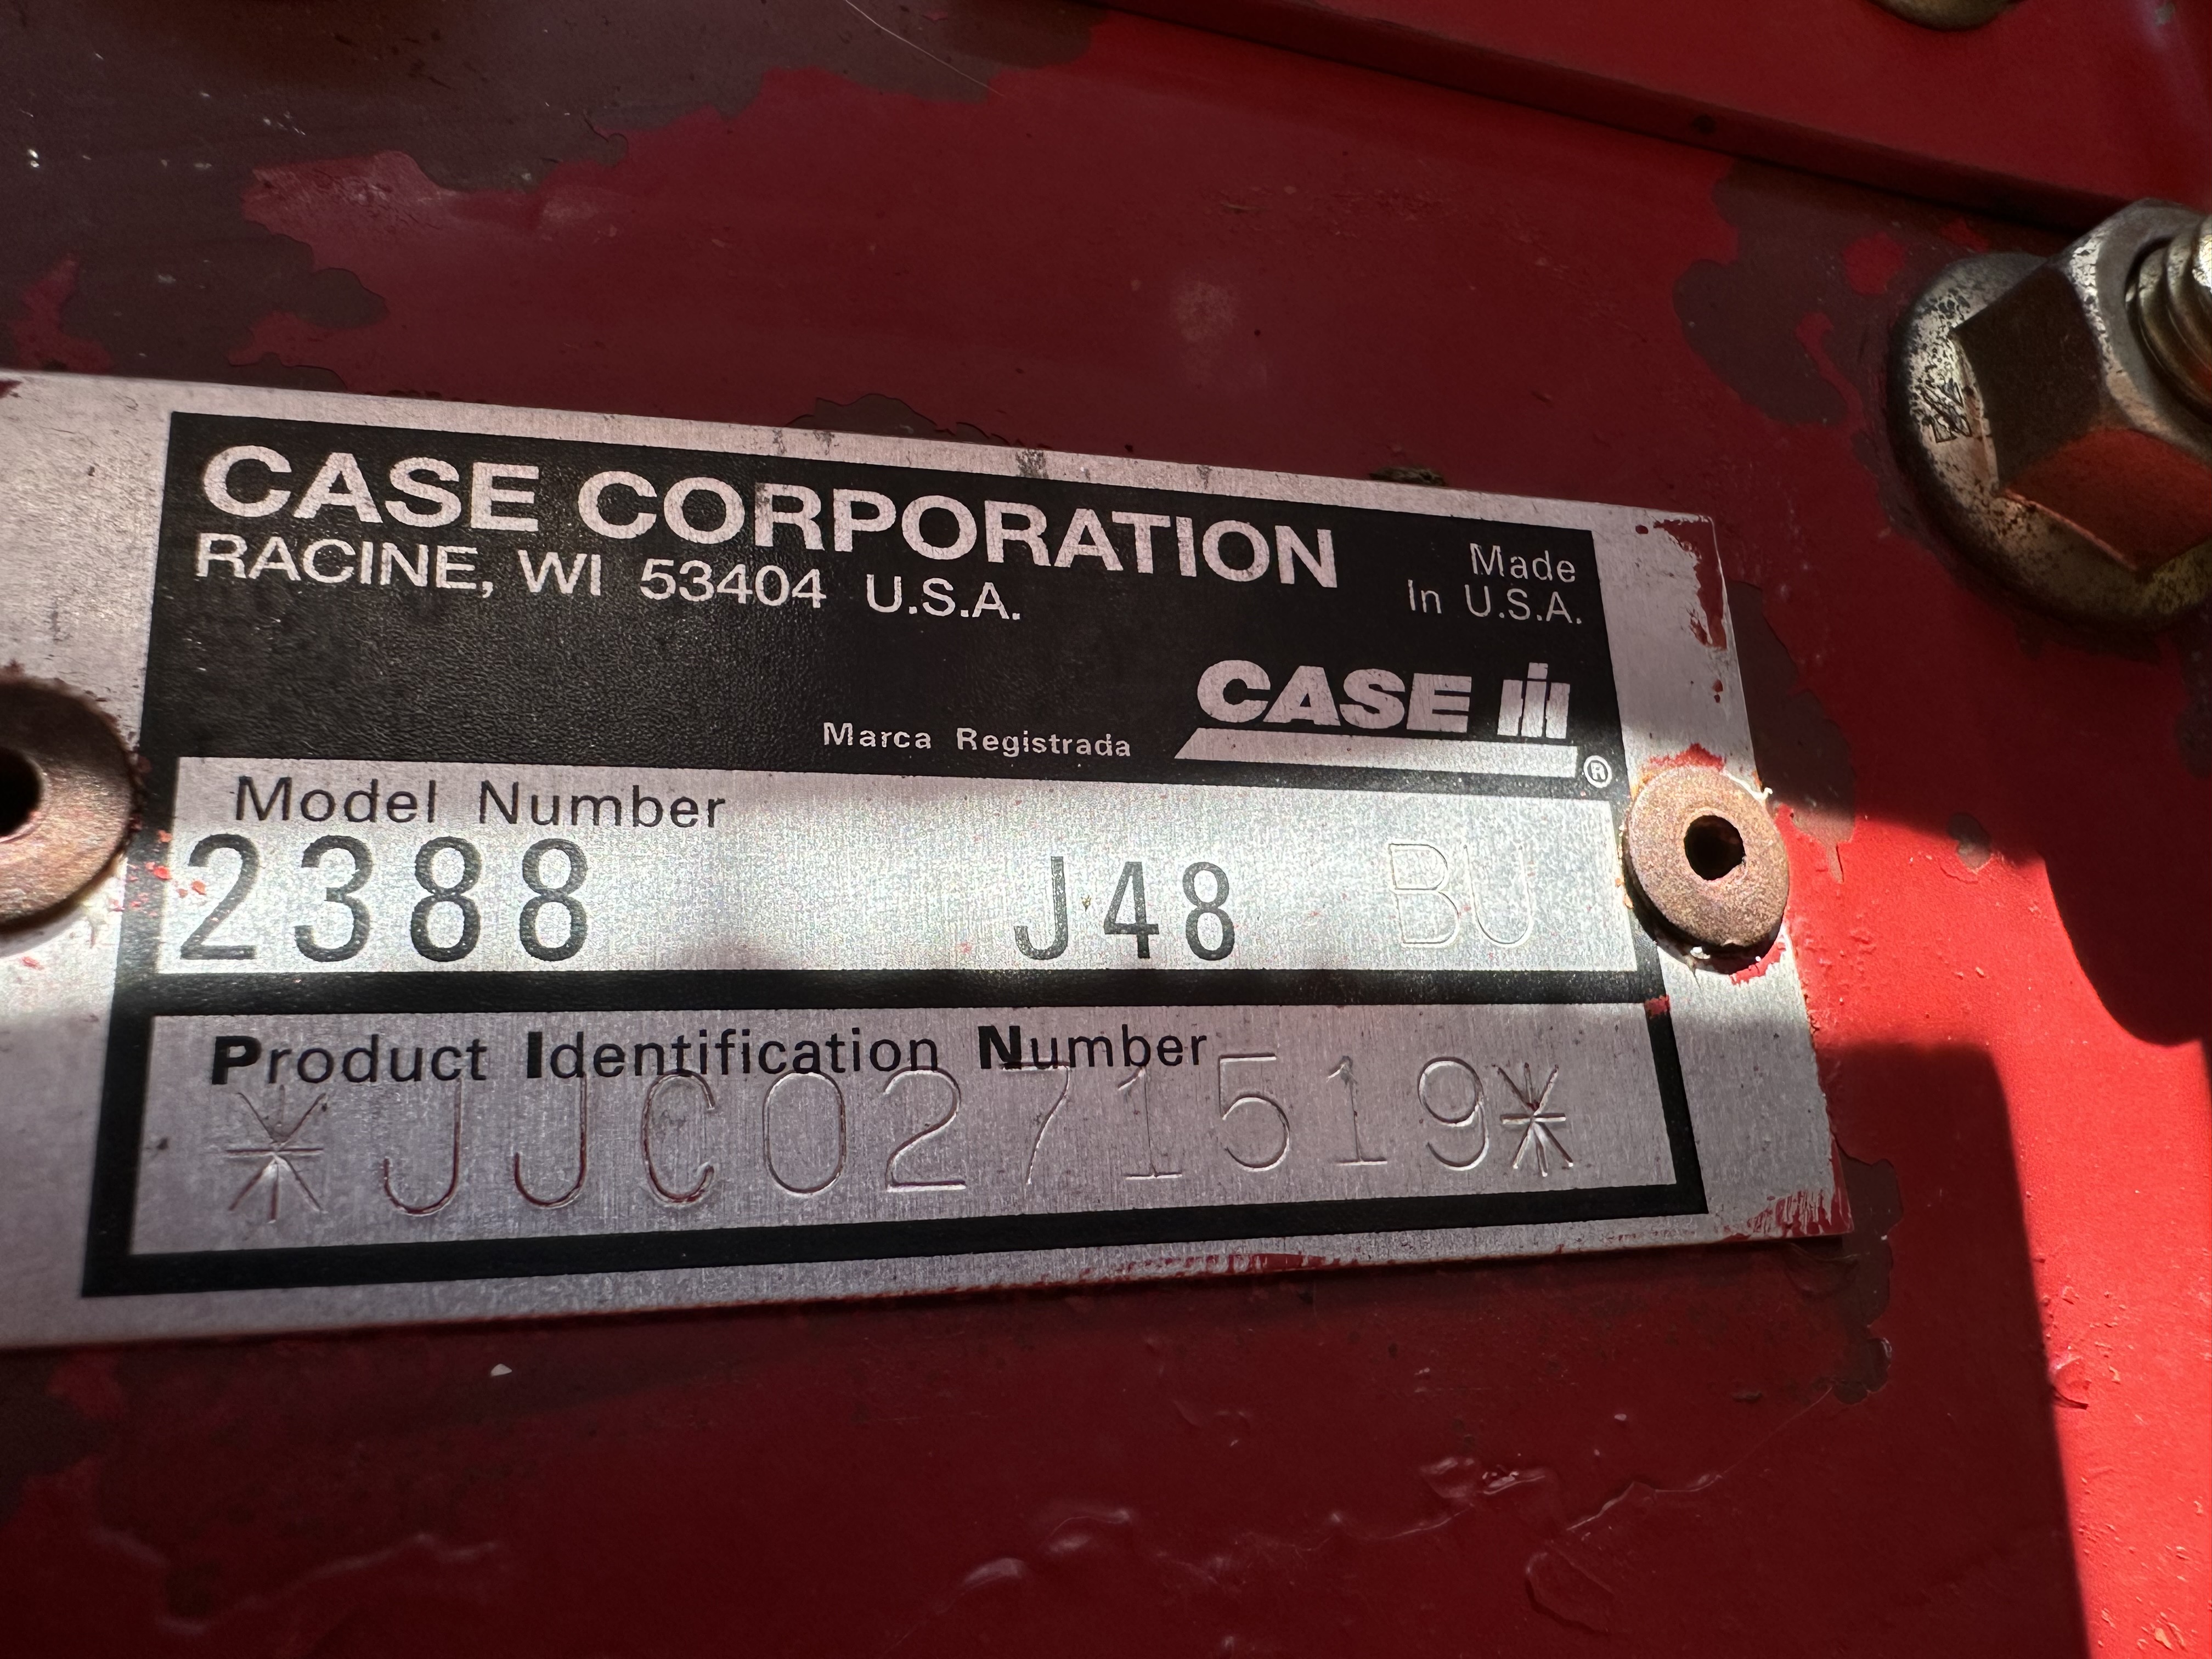 CASE CORPORATION
RACINE, WI 53404 U.S.A.
Made
In U.S.A.
Marca Registrada
CASE IH
®
Model Number
2388 J48 BU
Product Identification Number
*JJC0271519*